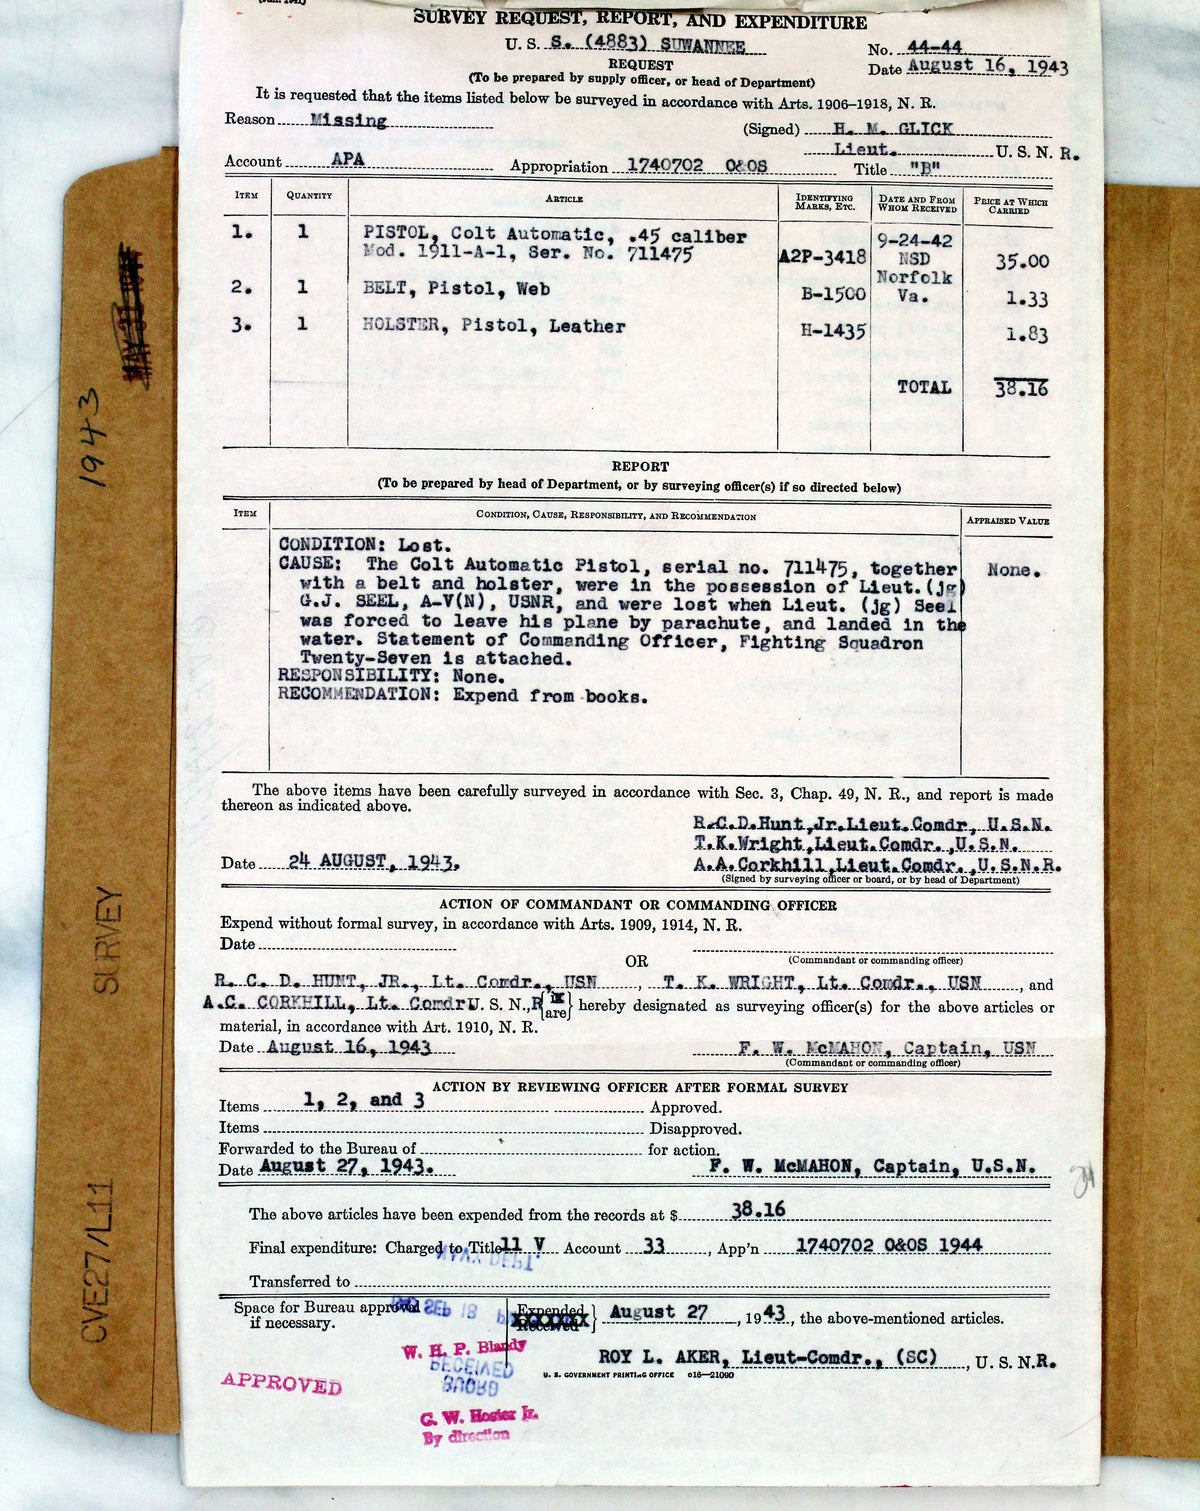 SURVEY REQUEST, REPORT, AND EXPENDITURE
U. S. S. (4883) SUWANNEE
No. 44-44
REQUEST
Date August 16, 1943
(To be prepared by supply officer, or head of Department)
It is requested that the items listed below be surveyed in accordance with Arts. 1906–1918, N. R.
Reason Missing
(Signed) H. M. GLICK
Lieut. U. S. N. R.
Account APA Appropriation 1740702 O&OS Title "B"
ITEM QUANTITY ARTICLE IDENTIFYING MARKS, ETC. DATE AND FROM WHOM RECEIVED PRICE AT WHICH CARRIED
1. 1 PISTOL, Colt Automatic, .45 caliber 9-24-42
Mod. 1911-A-1, Ser. No. 711475 A2P-3418 NSD 35.00
Norfolk
2. 1 BELT, Pistol, Web B-1500 Va. 1.33
3. 1 HOLSTER, Pistol, Leather H-1435 1.83
TOTAL 38.16
REPORT
(To be prepared by head of Department, or by surveying officer(s) if so directed below)
ITEM CONDITION, CAUSE, RESPONSIBILITY, AND RECOMMENDATION APPRAISED VALUE
CONDITION: Lost.
CAUSE: The Colt Automatic Pistol, serial no. 711475, together None.
with a belt and holster, were in the possession of Lieut.(jg)
G.J. SEEL, A-V(N), USNR, and were lost when Lieut. (jg) Seel
was forced to leave his plane by parachute, and landed in the
water. Statement of Commanding Officer, Fighting Squadron
Twenty-Seven is attached.
RESPONSIBILITY: None.
RECOMMENDATION: Expend from books.
The above items have been carefully surveyed in accordance with Sec. 3, Chap. 49, N. R., and report is made
thereon as indicated above.
R.C.D.Hunt,Jr.Lieut.Comdr., U.S.N.
T.K.Wright,Lieut.Comdr.,U.S.N.
Date 24 AUGUST, 1943.
A.A.Corkhill,Lieut.Comdr.,U.S.N.R.
(Signed by surveying officer or board, or by head of Department)
ACTION OF COMMANDANT OR COMMANDING OFFICER
Expend without formal survey, in accordance with Arts. 1909, 1914, N. R.
Date
(Commandant or commanding officer)
OR
R. C. D. HUNT, JR., Lt. Comdr., USN , T. K. WRIGHT, Lt. Comdr., USN , and
A.C. CORKHILL, Lt. Comdr U. S. N.,R {is are} hereby designated as surveying officer(s) for the above articles or
material, in accordance with Art. 1910, N. R.
Date August 16, 1943
F. W. McMAHON, Captain, USN
(Commandant or commanding officer)
ACTION BY REVIEWING OFFICER AFTER FORMAL SURVEY
Items 1, 2, and 3 Approved.
Items Disapproved.
Forwarded to the Bureau of for action.
Date August 27, 1943. F. W. McMAHON, Captain, U.S.N.
The above articles have been expended from the records at $ 38.16
Final expenditure: Charged to Title 11 V Account 33, App'n 1740702 O&OS 1944
NAVY DEPT.
Transferred to
Space for Bureau approval
if necessary.
SEP 18
Expended
Received} August 27, 1943., the above-mentioned articles.
ROY L. AKER, Lieut-Comdr., (SC), U. S. N.R.
U. S. GOVERNMENT PRINTING OFFICE 016—21090
W. H. P. Blandy
RECEIVED
APPROVED
G. W. Hosier Jr.
By direction
1943
CVE27/L11 SURVEY